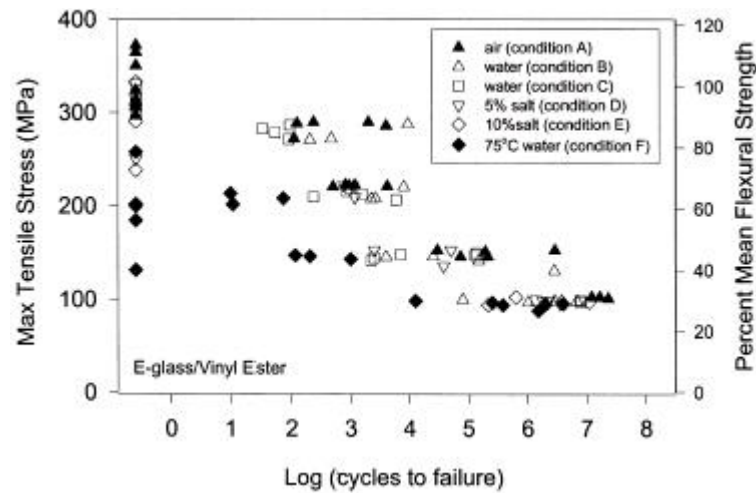 400
300
200
100
0
Max Tensile Stress (MPa)
120
100
80
60
40
20
0
Percent Mean Flexural Strength
air (condition A)
water (condition B)
water (condition C)
5% salt (condition D)
10%salt (condition E)
75°C water (condition F)
E-glass/Vinyl Ester
0 1 2 3 4 5 6 7 8
Log (cycles to failure)